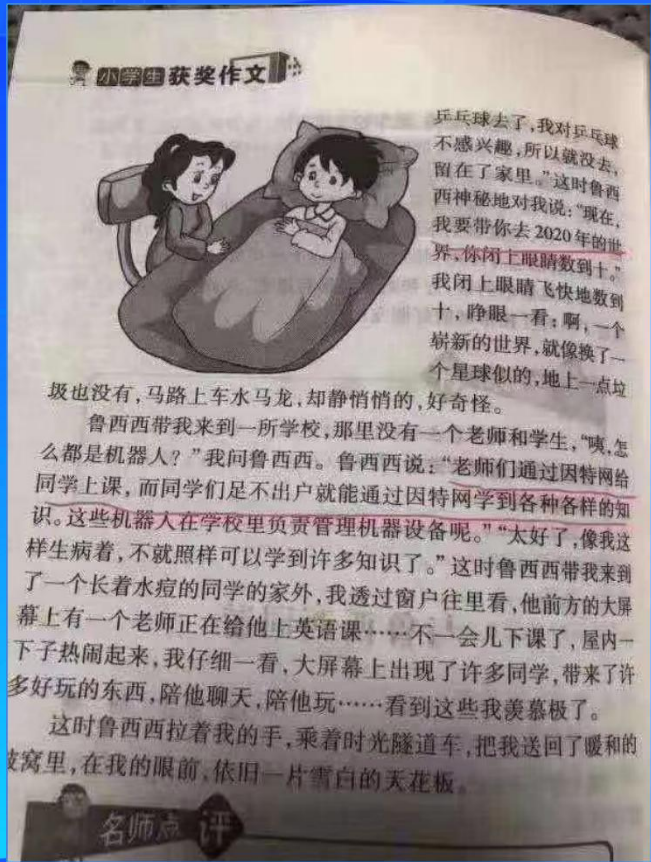 小学生获奖作文
乒乓球去了，我对乒乓球
不感兴趣，所以就没去，
留在了家里。”这时鲁西
西神秘地对我说：“现在，
我要带你去2020年的世
界，你闭上眼睛数到十。”
我闭上眼睛飞快地数到
十，睁眼一看：啊，一个
崭新的世界，就像换了一
个星球似的，地上一点垃
圾也没有，马路上车水马龙，却静悄悄的，好奇怪。
鲁西西带我来到一所学校，那里没有一个老师和学生，“咦，怎
么都是机器人？”我问鲁西西。鲁西西说：“老师们通过因特网给
同学上课，而同学们足不出户就能通过因特网学到各种各样的知
识。这些机器人在学校里负责管理机器设备呢。”“太好了，像我这
样生病着，不就照样可以学到许多知识了。”这时鲁西西带我来到
了一个长着水痘的同学的家外，我透过窗户往里看，他前方的大屏
幕上有一个老师正在给他上英语课……不一会儿下课了，屋内一
下子热闹起来，我仔细一看，大屏幕上出现了许多同学，带来了许
多好玩的东西，陪他聊天，陪他玩……看到这些我羡慕极了。
这时鲁西西拉着我的手，乘着时光隧道车，把我送回了暖和的
被窝里，在我的眼前，依旧一片雪白的天花板。
名师点评